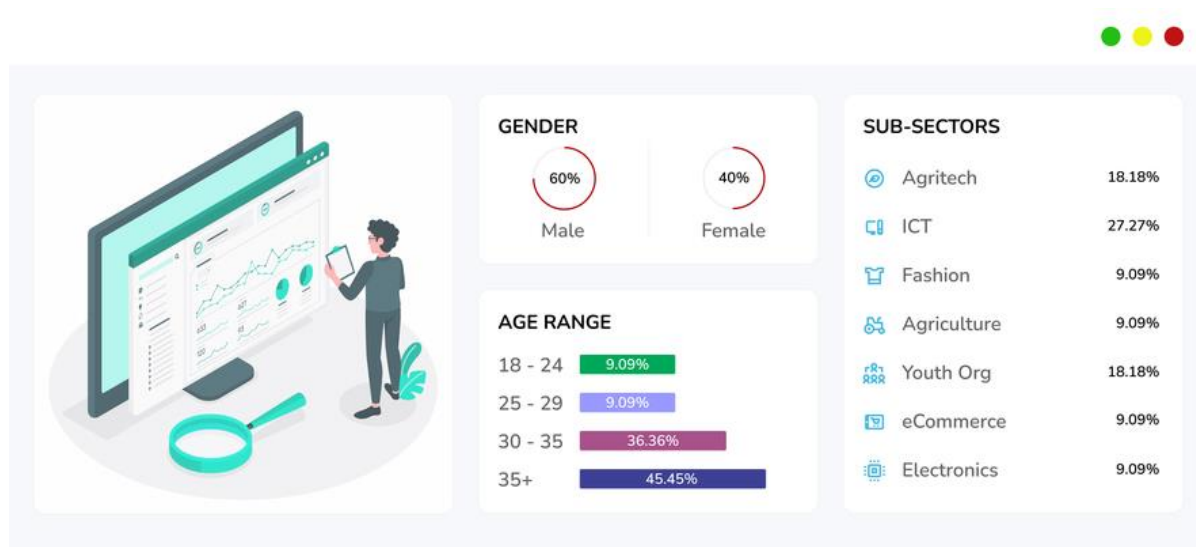 GENDER
60%
40%
Male
Female
AGE RANGE
18 - 24 9.09%
25 - 29 9.09%
30 - 35 36.36%
35+ 45.45%
SUB-SECTORS
Agritech 18.18%
ICT 27.27%
Fashion 9.09%
Agriculture 9.09%
Youth Org 18.18%
eCommerce 9.09%
Electronics 9.09%